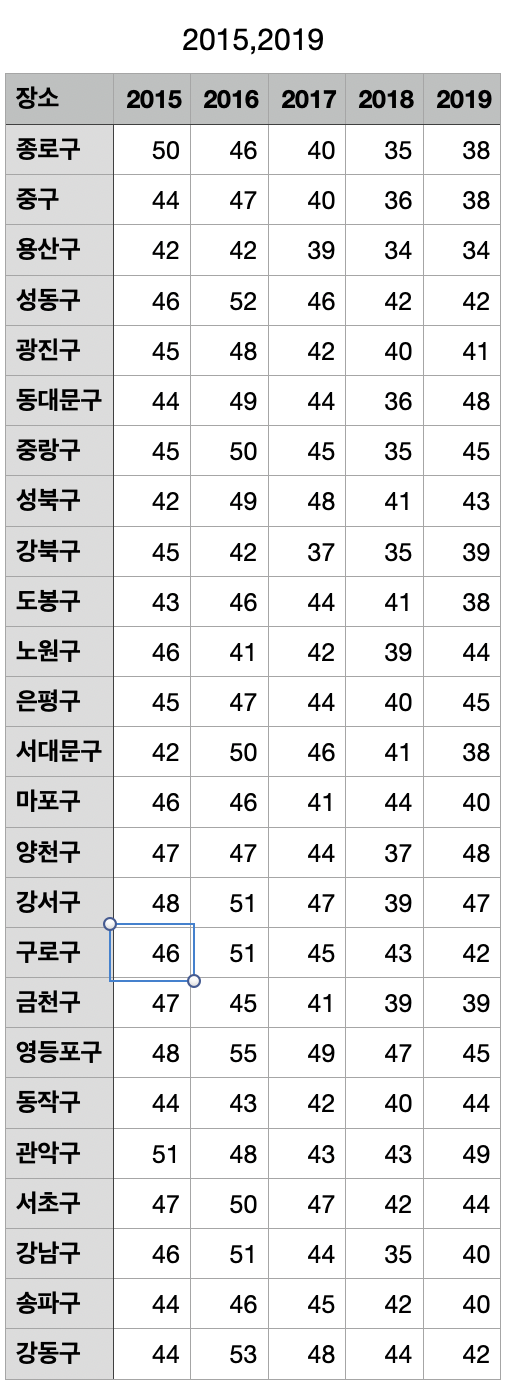 2015,2019
장소 2015 2016 2017 2018 2019
종로구 50 46 40 35 38
중구 44 47 40 36 38
용산구 42 42 39 34 34
성동구 46 52 46 42 42
광진구 45 48 42 40 41
동대문구 44 49 44 36 48
중랑구 45 50 45 35 45
성북구 42 49 48 41 43
강북구 45 42 37 35 39
도봉구 43 46 44 41 38
노원구 46 41 42 39 44
은평구 45 47 44 40 45
서대문구 42 50 46 41 38
마포구 46 46 41 44 40
양천구 47 47 44 37 48
강서구 48 51 47 39 47
구로구 46 51 45 43 42
금천구 47 45 41 39 39
영등포구 48 55 49 47 45
동작구 44 43 42 40 44
관악구 51 48 43 43 49
서초구 47 50 47 42 44
강남구 46 51 44 35 40
송파구 44 46 45 42 40
강동구 44 53 48 44 42